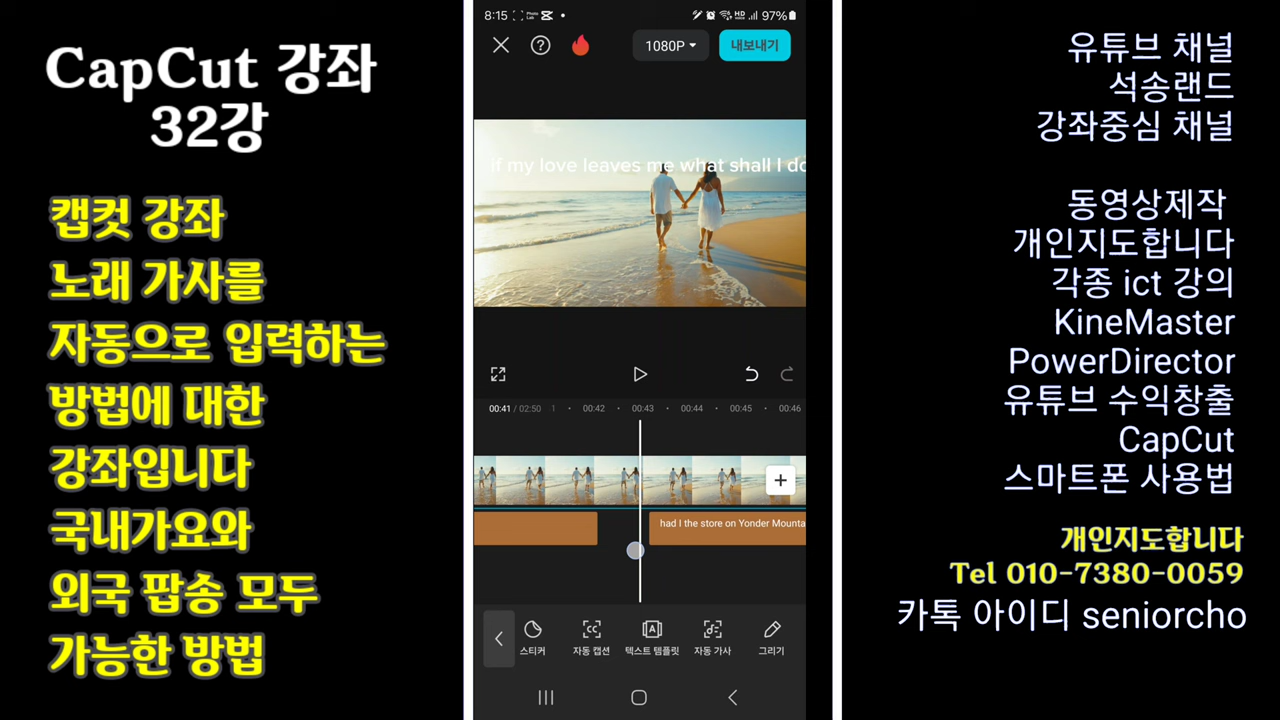 CapCut 강좌
32강
캡컷 강좌
노래 가사를
자동으로 입력하는
방법에 대한
강좌입니다
국내가요와
외국 팝송 모두
가능한 방법
8:15
97%
1080P
내보내기
if my love leaves me what shall I do
00:41 / 02:50
00:42
00:43
00:44
00:45
00:46
had I the store on Yonder Mounta
스티커
자동 캡션
텍스트 템플릿
자동 가사
그리기
유튜브 채널
석송랜드
강좌중심 채널
동영상제작
개인지도합니다
각종 ict 강의
KineMaster
PowerDirector
유튜브 수익창출
CapCut
스마트폰 사용법
개인지도합니다
Tel 010-7380-0059
카톡 아이디 seniorcho